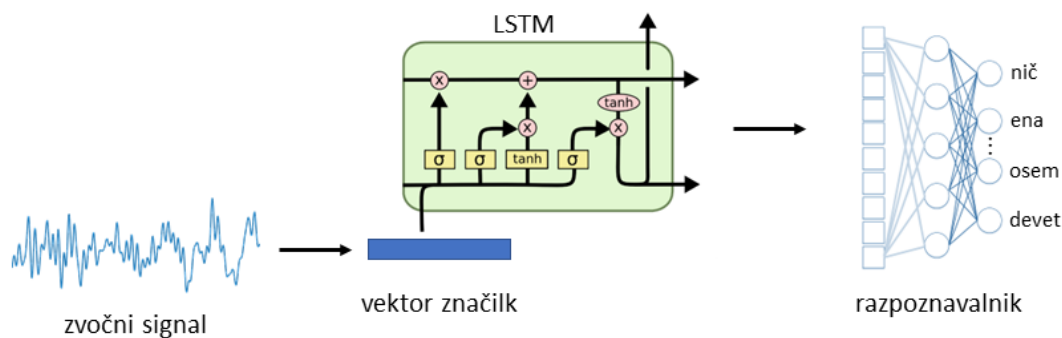 LSTM
x
+
tanh
x
x
σ
σ
tanh
σ
nič
ena
osem
devet
zvočni signal
vektor značilk
razpoznavalnik